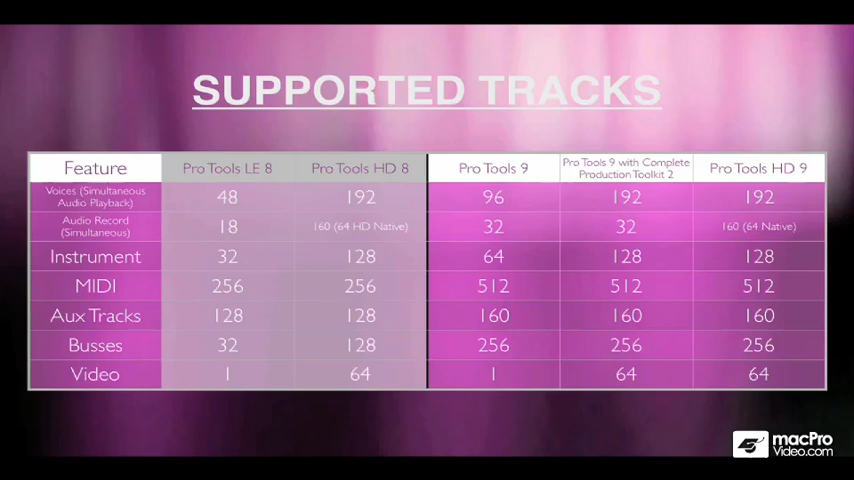 SUPPORTED TRACKS
Feature Pro Tools LE 8 Pro Tools HD 8 Pro Tools 9 Pro Tools 9 with Complete Production Toolkit 2 Pro Tools HD 9
Voices (Simultaneous Audio Playback) 48 192 96 192 192
Audio Record (Simultaneous) 18 160 (64 HD Native) 32 32 160 (64 Native)
Instrument 32 128 64 128 128
MIDI 256 256 512 512 512
Aux Tracks 128 128 160 160 160
Busses 32 128 256 256 256
Video 1 64 1 64 64
macPro
Video.com